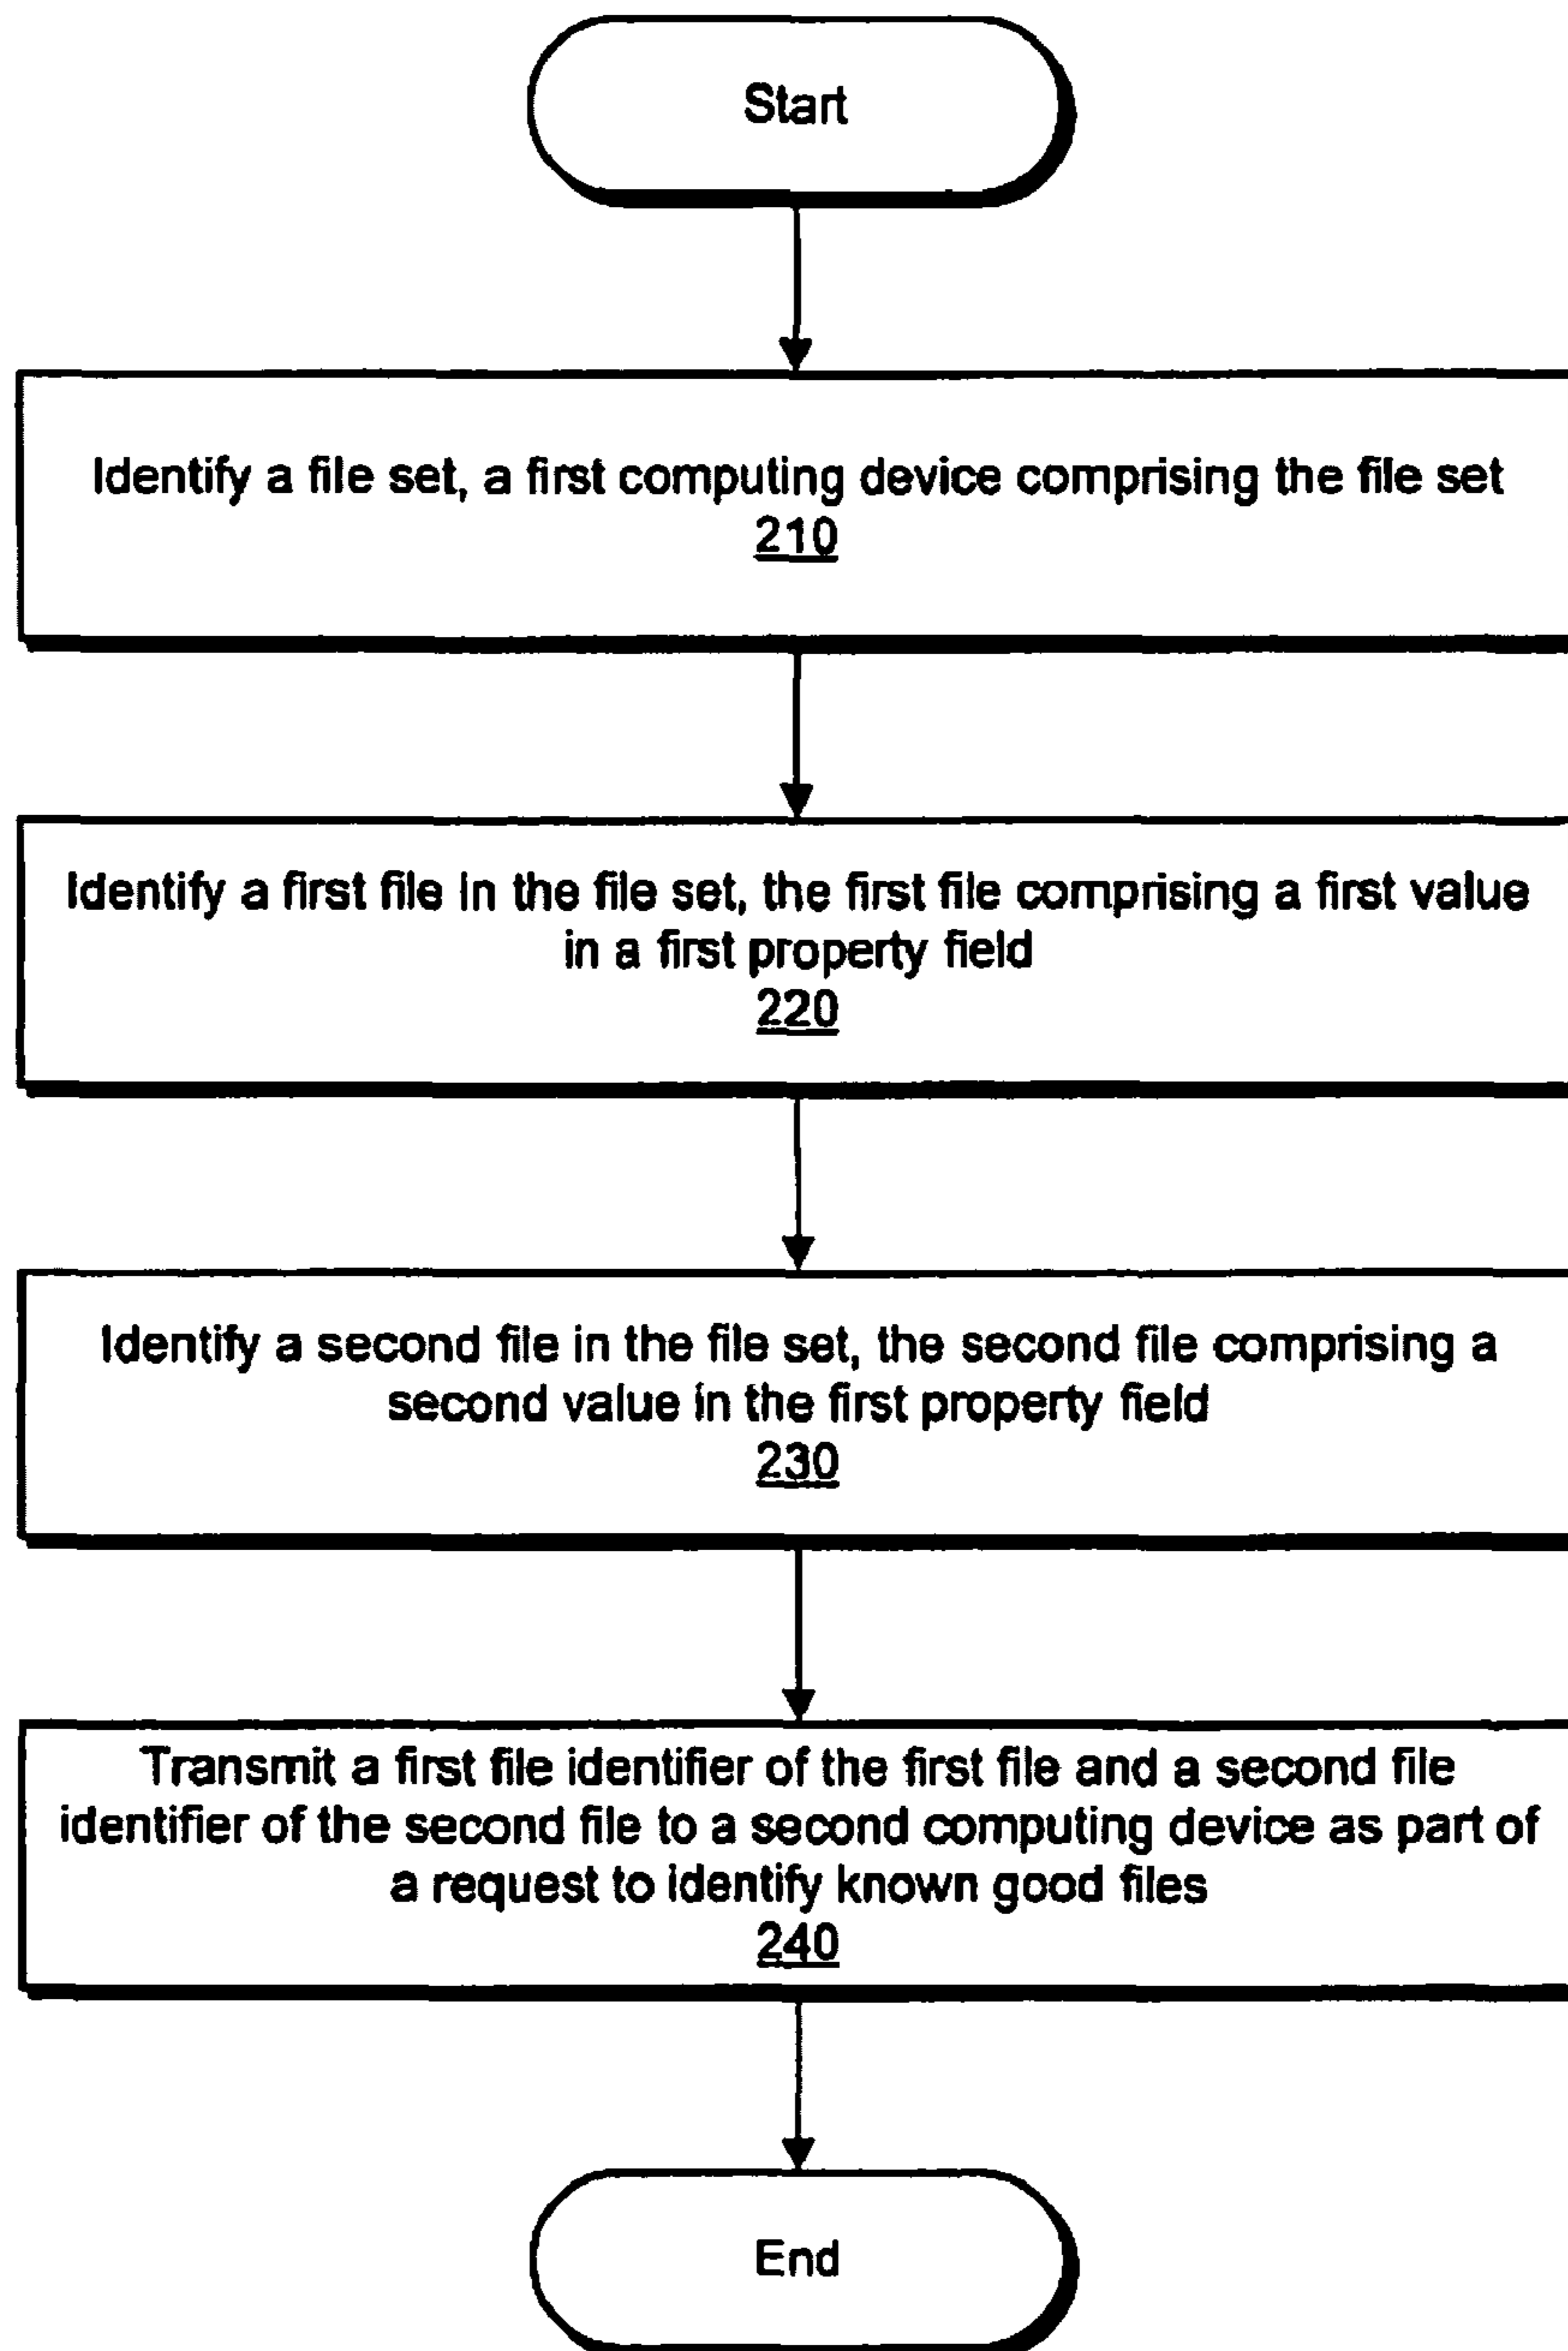 Start
Identify a file set, a first computing device comprising the file set
210
Identify a first file in the file set, the first file comprising a first value
in a first property field
220
Identify a second file in the file set, the second file comprising a
second value in the first property field
230
Transmit a first file identifier of the first file and a second file
identifier of the second file to a second computing device as part of
a request to identify known good files
240
End